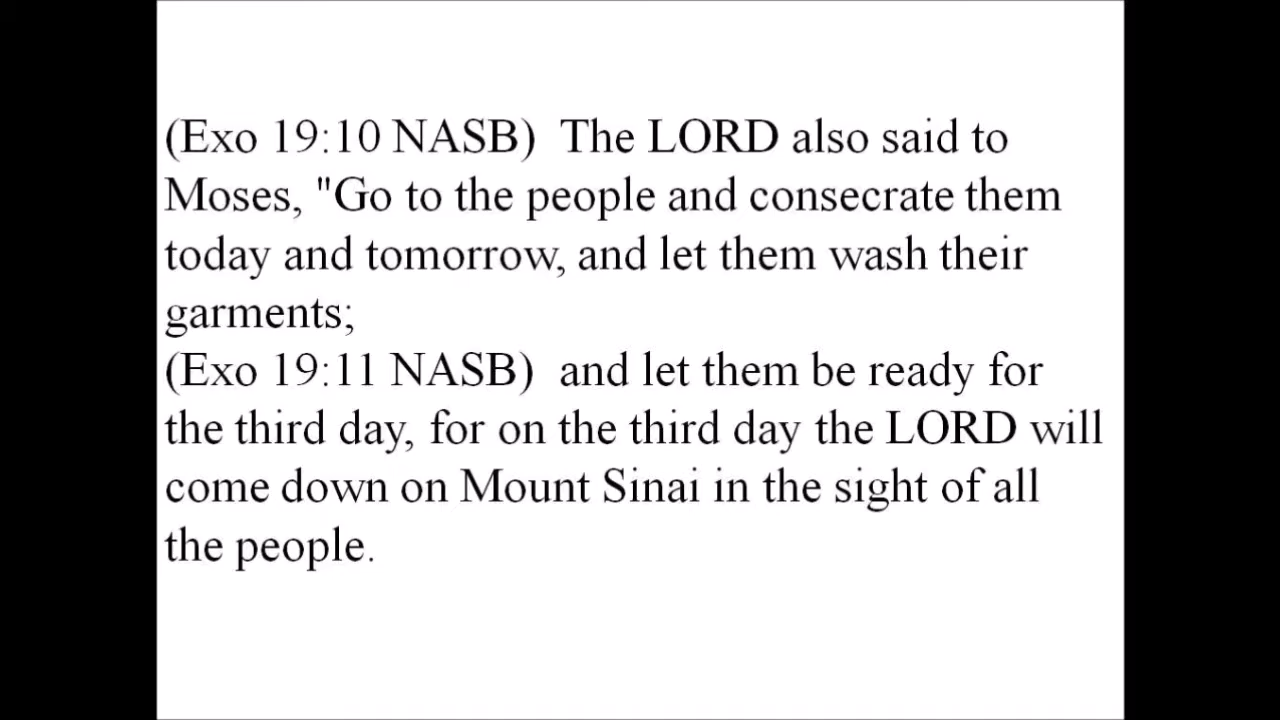 (Exo 19:10 NASB)  The LORD also said to
Moses, "Go to the people and consecrate them
today and tomorrow, and let them wash their
garments;
(Exo 19:11 NASB)  and let them be ready for
the third day, for on the third day the LORD will
come down on Mount Sinai in the sight of all
the people.